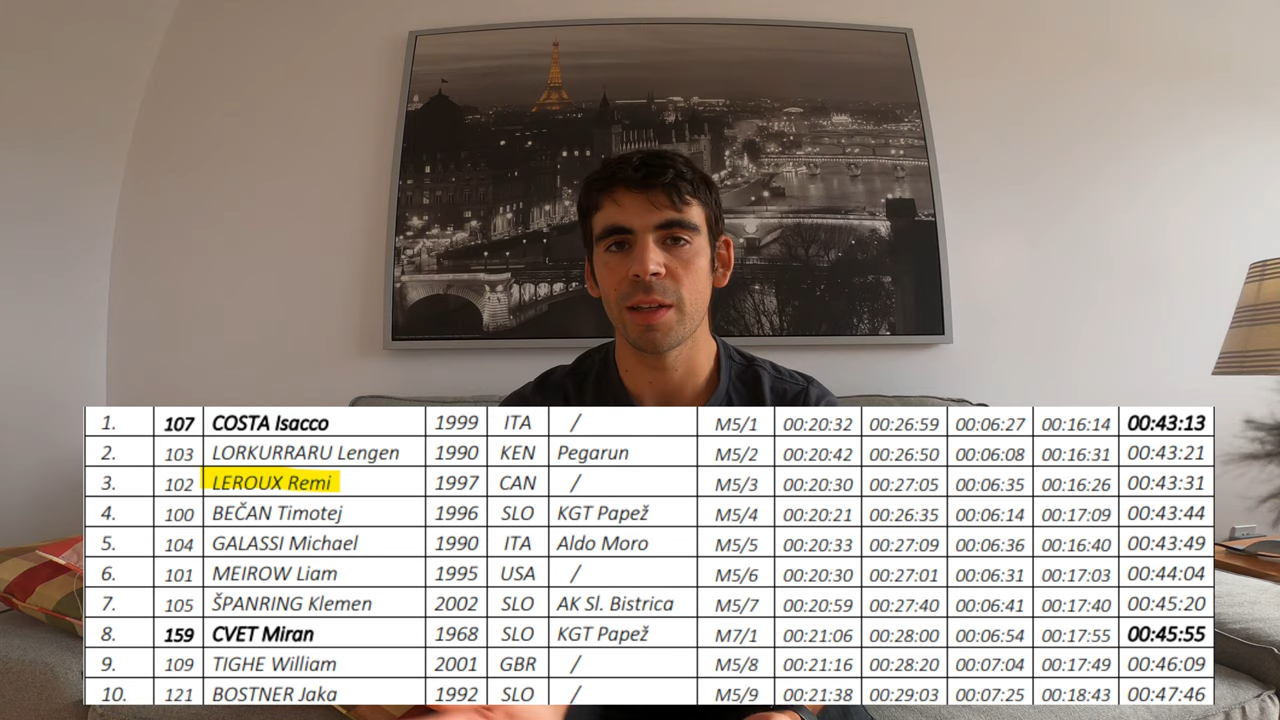 1. 107 COSTA Isacco 1999 ITA / M5/1 00:20:32 00:26:59 00:06:27 00:16:14 00:43:13
2. 103 LORKURRARU Lengen 1990 KEN Pegarun M5/2 00:20:42 00:26:50 00:06:08 00:16:31 00:43:21
3. 102 LEROUX Remi 1997 CAN / M5/3 00:20:30 00:27:05 00:06:35 00:16:26 00:43:31
4. 100 BEČAN Timotej 1996 SLO KGT Papež M5/4 00:20:21 00:26:35 00:06:14 00:17:09 00:43:44
5. 104 GALASSI Michael 1990 ITA Aldo Moro M5/5 00:20:33 00:27:09 00:06:36 00:16:40 00:43:49
6. 101 MEIROW Liam 1995 USA / M5/6 00:20:30 00:27:01 00:06:31 00:17:03 00:44:04
7. 105 ŠPANRING Klemen 2002 SLO AK Sl. Bistrica M5/7 00:20:59 00:27:40 00:06:41 00:17:40 00:45:20
8. 159 CVET Miran 1968 SLO KGT Papež M7/1 00:21:06 00:28:00 00:06:54 00:17:55 00:45:55
9. 109 TIGHE William 2001 GBR / M5/8 00:21:16 00:28:20 00:07:04 00:17:49 00:46:09
10. 121 BOSTNER Jaka 1992 SLO / M5/9 00:21:38 00:29:03 00:07:25 00:18:43 00:47:46